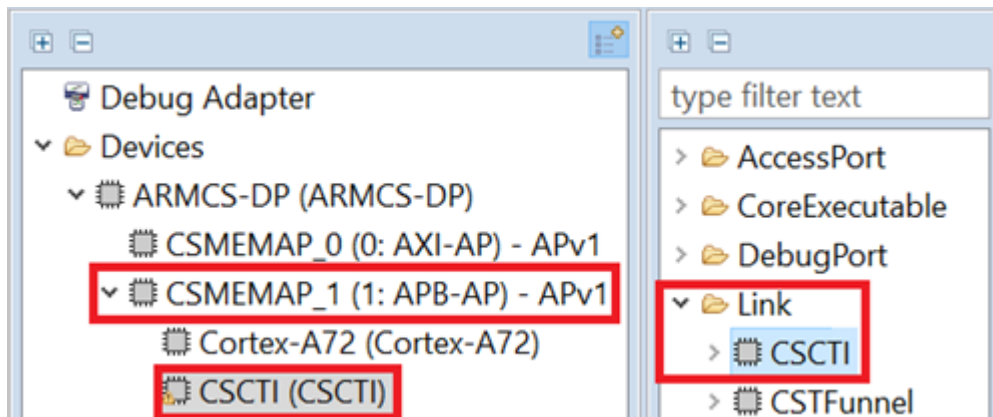 Debug Adapter
Devices
ARMCS-DP (ARMCS-DP)
CSMEMAP_0 (0: AXI-AP) - APv1
CSMEMAP_1 (1: APB-AP) - APv1
Cortex-A72 (Cortex-A72)
CSCTI (CSCTI)
type filter text
AccessPort
CoreExecutable
DebugPort
Link
CSCTI
CSTFunnel